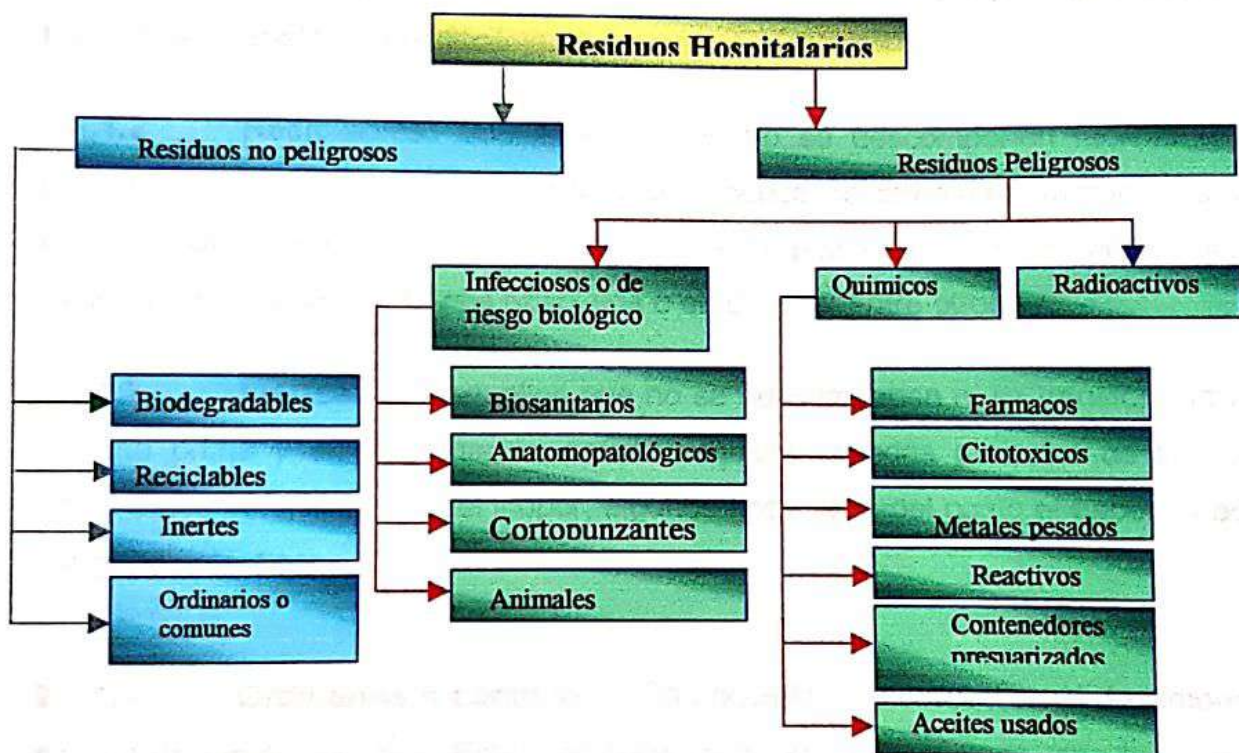 Residuos Hospitalarios
Residuos no peligrosos
Residuos Peligrosos
Infecciosos o de
riesgo biológico
Quimicos
Radioactivos
Biodegradables
Reciclables
Inertes
Ordinarios o
comunes
Biosanitarios
Anatomopatológicos
Cortopunzantes
Animales
Farmacos
Citotoxicos
Metales pesados
Reactivos
Contenedores
presuarizados
Aceites usados